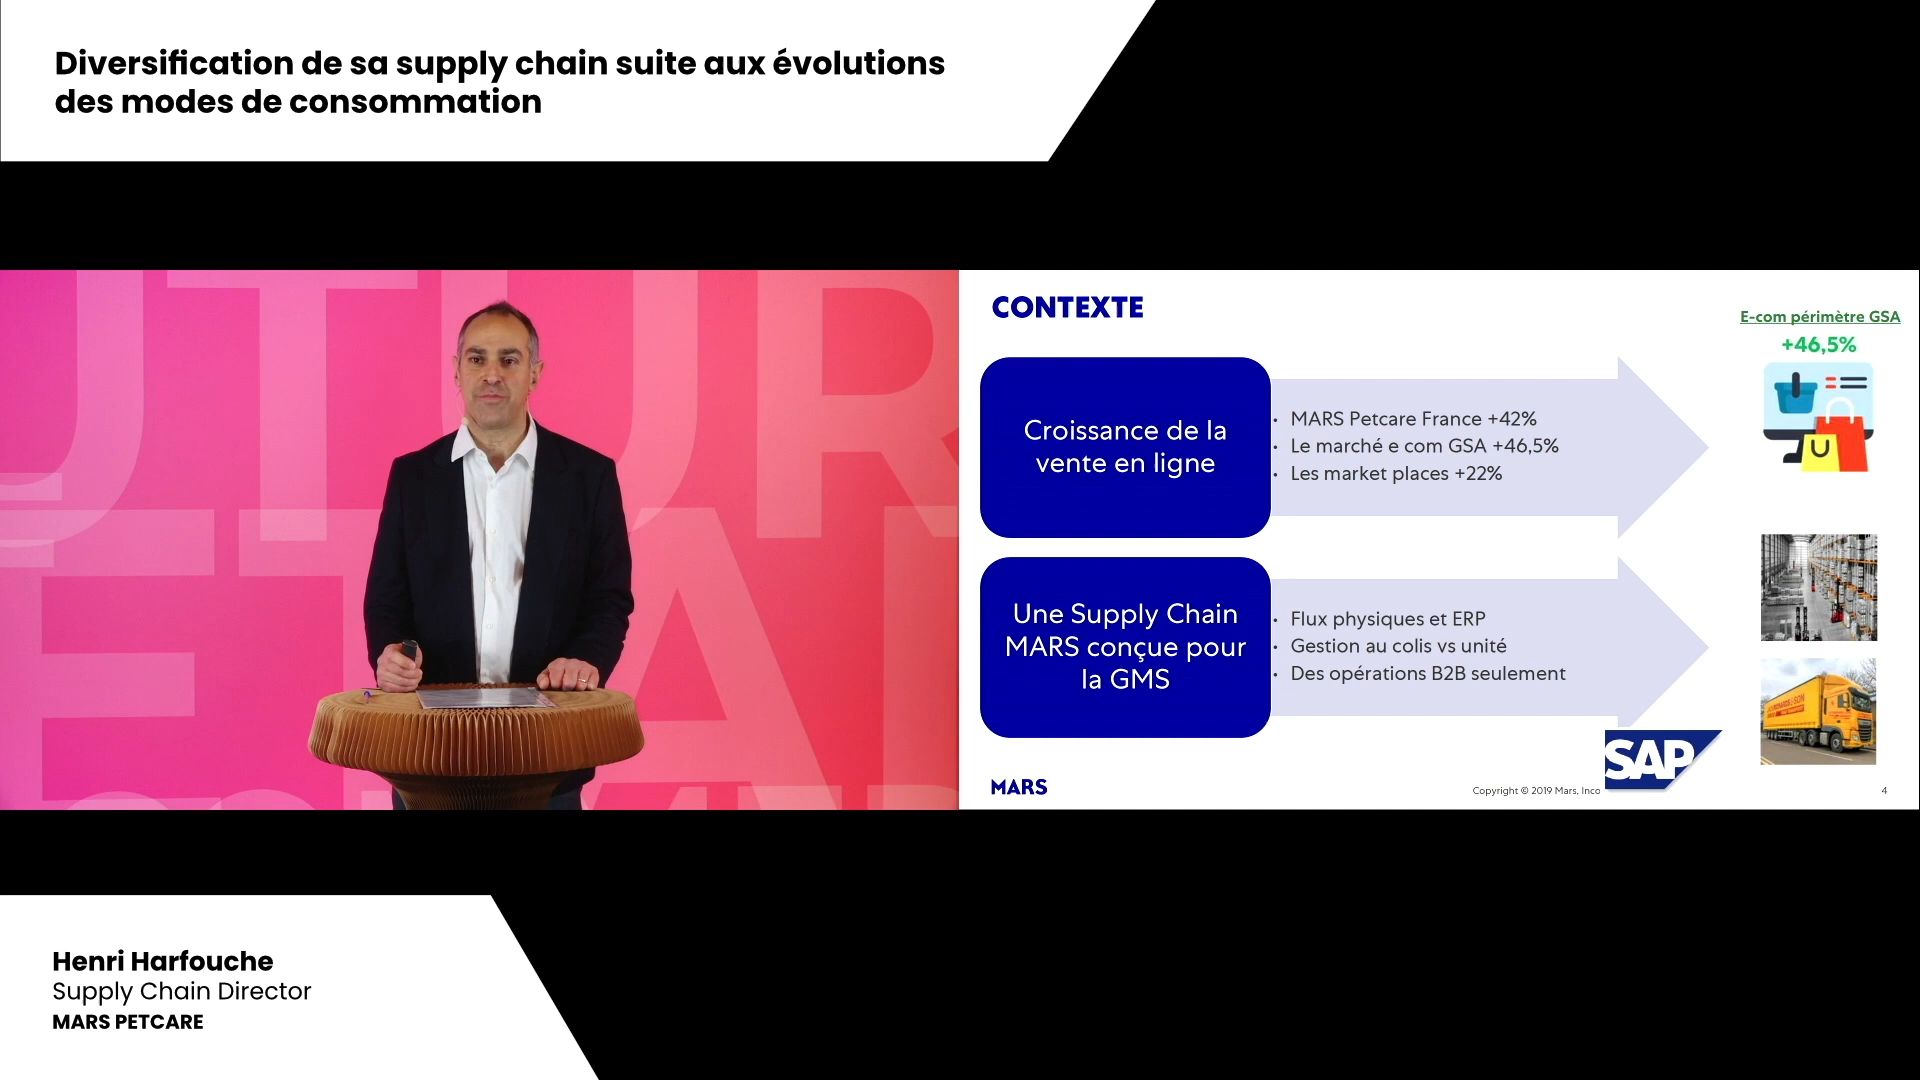 Diversification de sa supply chain suite aux évolutions
des modes de consommation
UTUR
ETAI
CONTEXTE
E-com périmètre GSA
+46,5%
Croissance de la
vente en ligne
• MARS Petcare France +42%
• Le marché e com GSA +46,5%
• Les market places +22%
Une Supply Chain
MARS conçue pour
la GMS
• Flux physiques et ERP
• Gestion au colis vs unité
• Des opérations B2B seulement
SAP
MARS
Copyright © 2019 Mars, Inco
4
Henri Harfouche
Supply Chain Director
MARS PETCARE